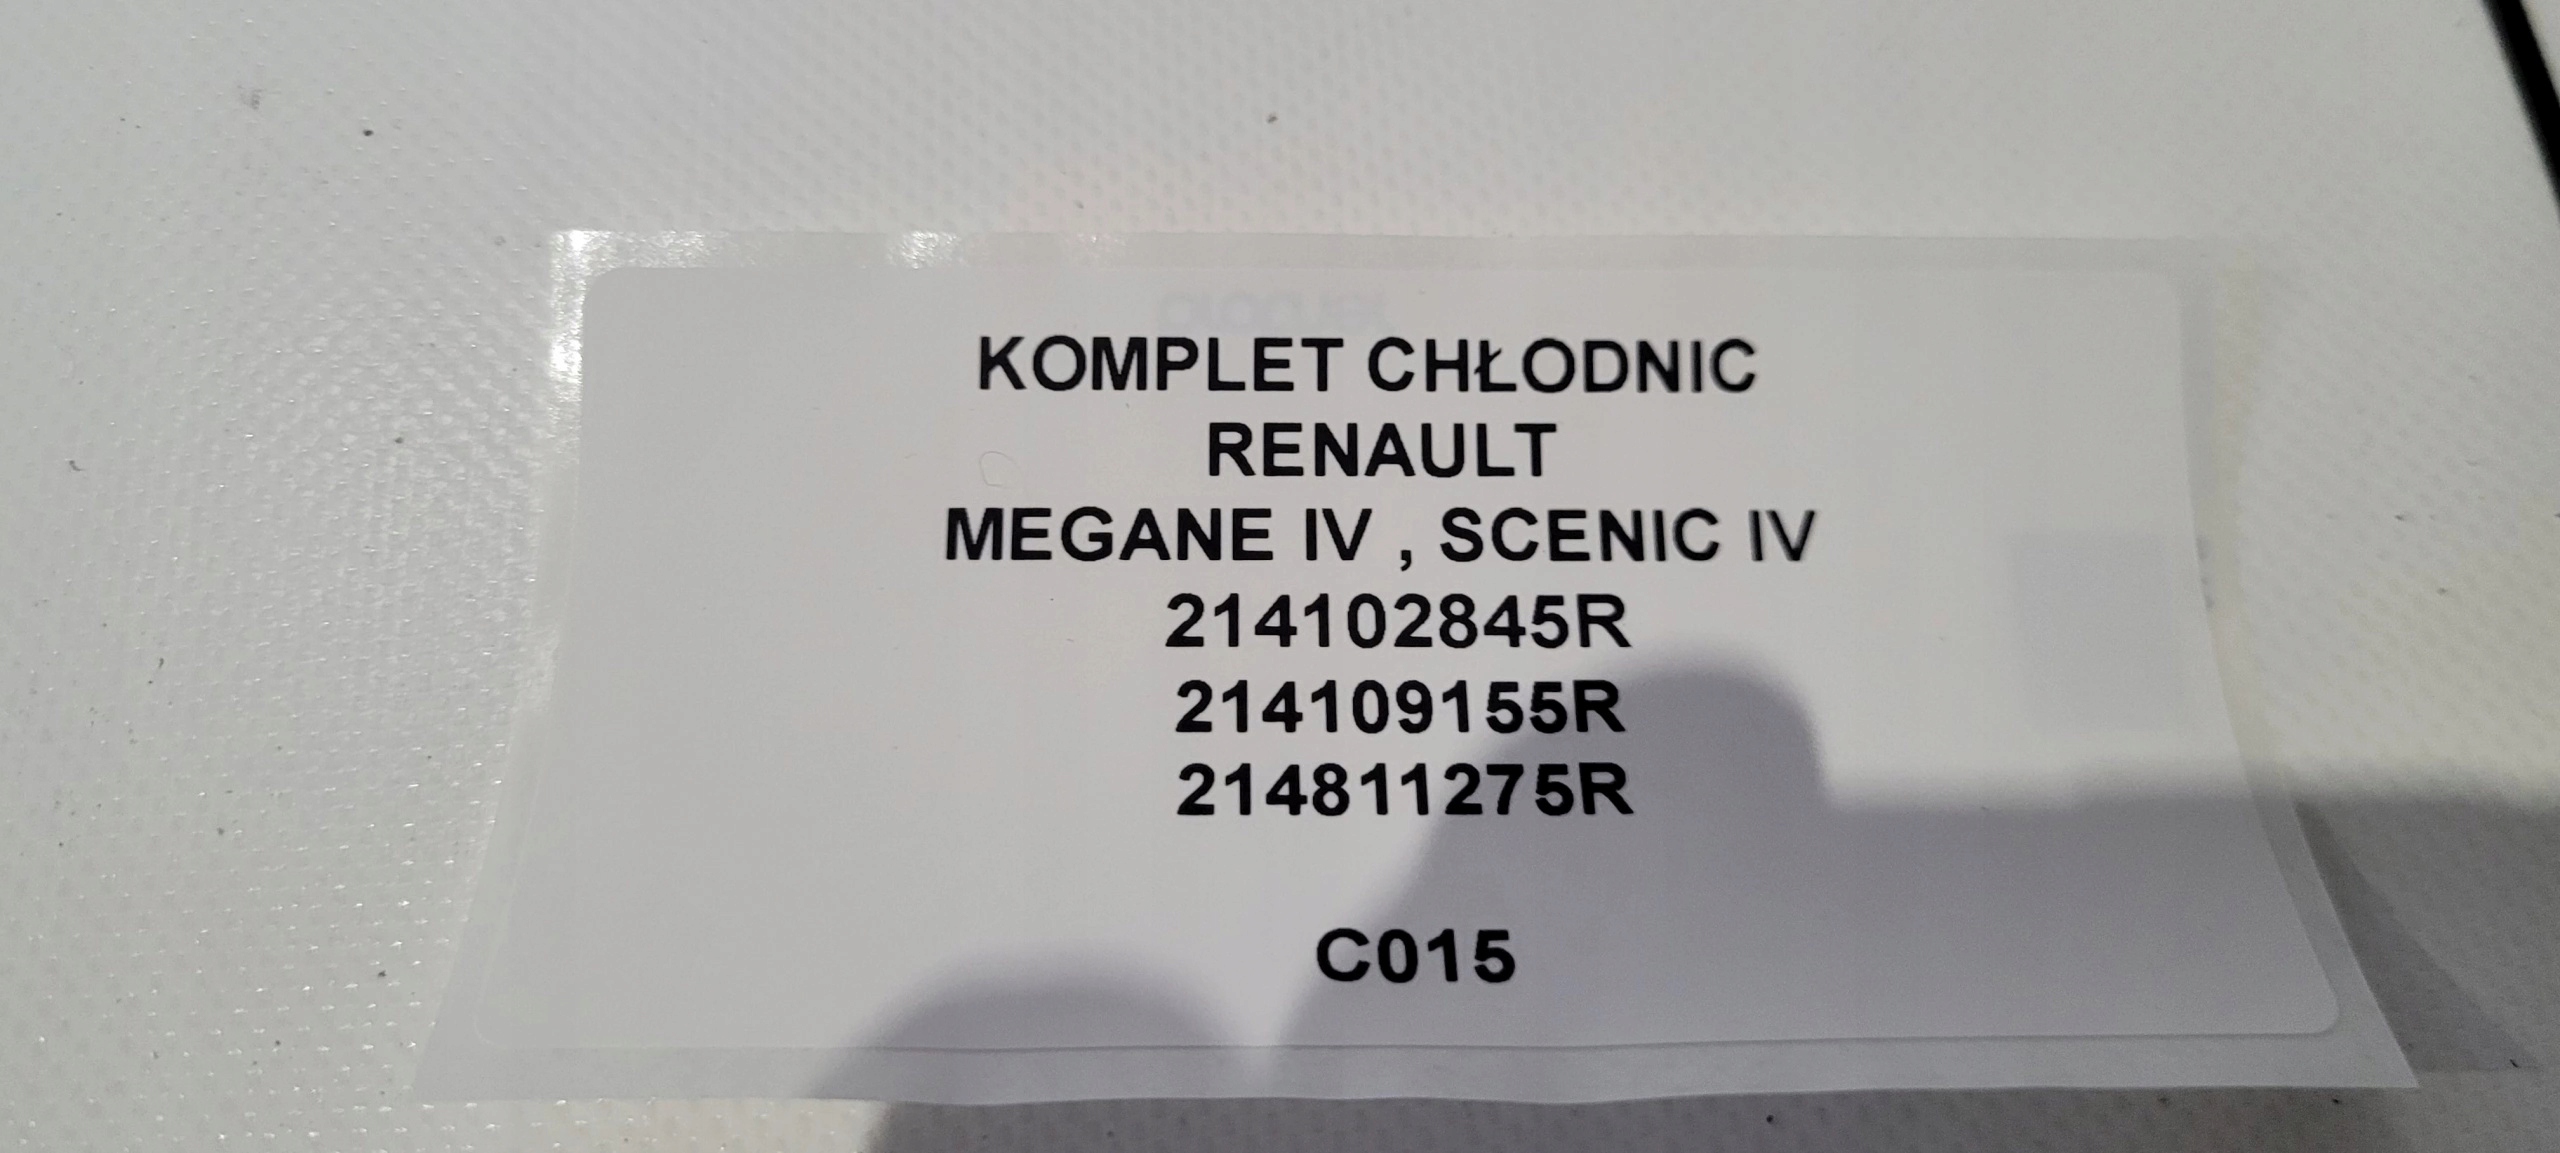 KOMPLET CHŁODNIC
RENAULT
MEGANE IV , SCENIC IV
214102845R
214109155R
214811275R
C015